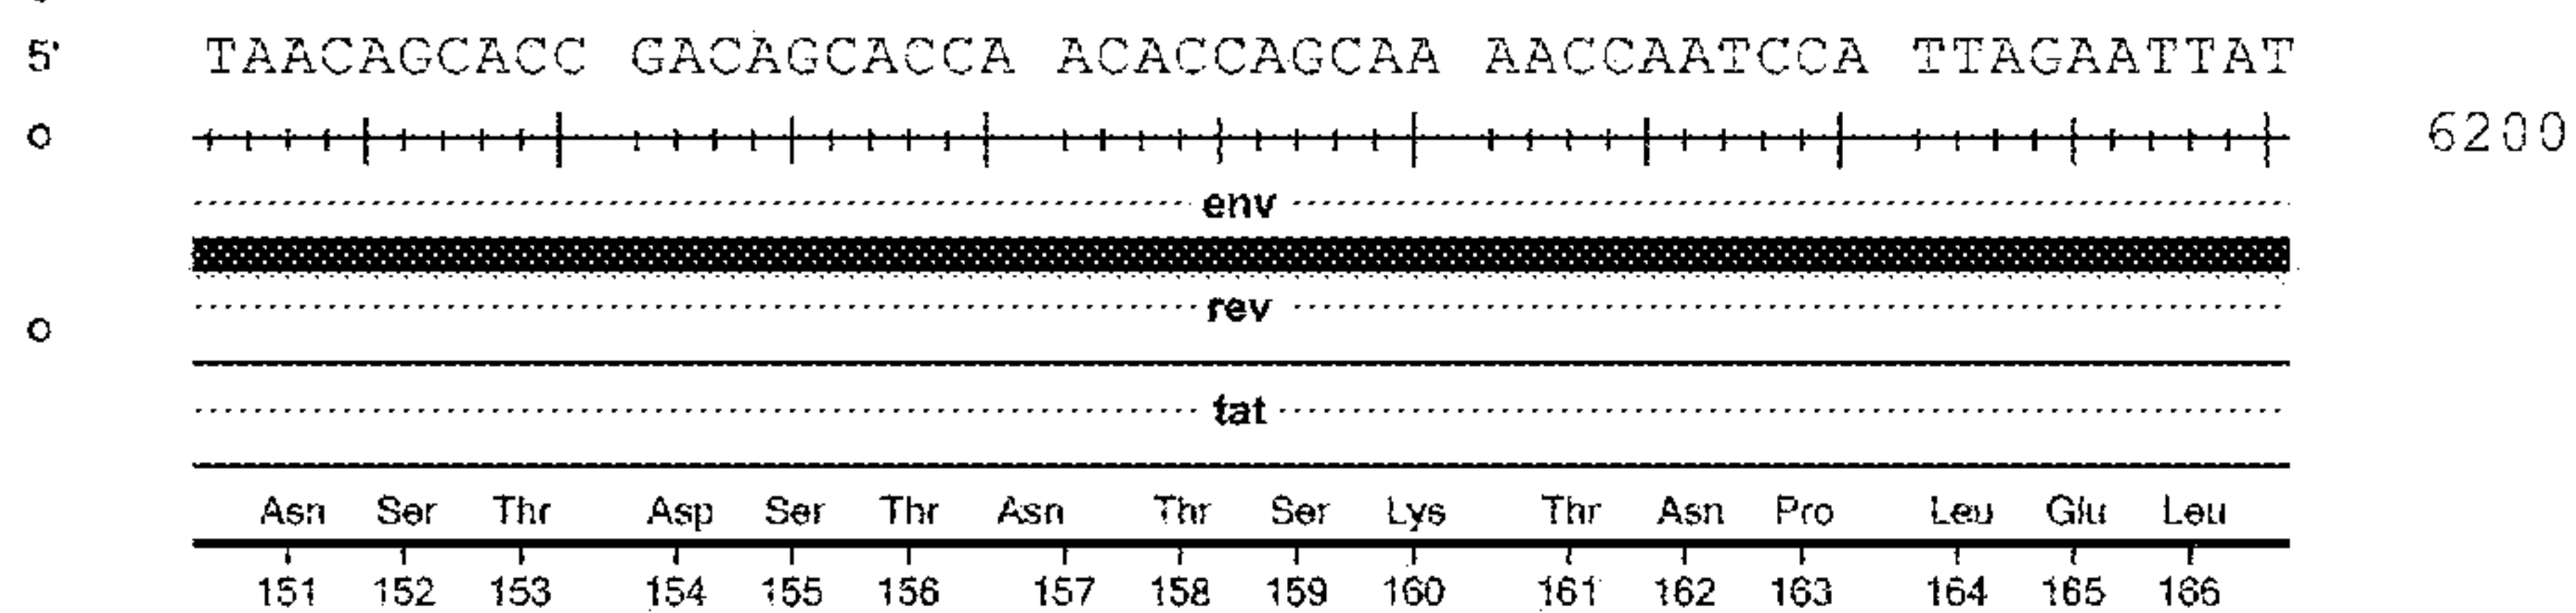 5' TAACAGCACC GACAGCACCA ACACCAGCAA AACCAATCCA TTAGAATTAT
6200
env
rev
tat
Asn Ser Thr Asp Ser Thr Asn Thr Ser Lys Thr Asn Pro Leu Glu Leu
151 152 153 154 155 156 157 158 159 160 161 162 163 164 165 166